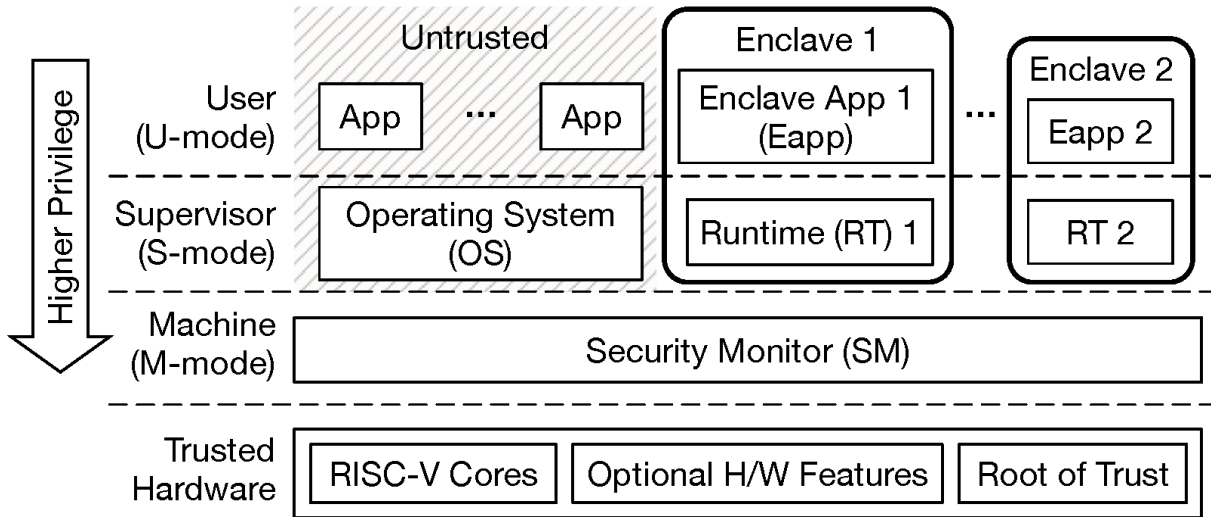 Untrusted
Enclave 1
Enclave 2
Higher Privilege
User
(U-mode)
App
...
App
Enclave App 1
(Eapp)
...
Eapp 2
Supervisor
(S-mode)
Operating System
(OS)
Runtime (RT) 1
RT 2
Machine
(M-mode)
Security Monitor (SM)
Trusted
Hardware
RISC-V Cores
Optional H/W Features
Root of Trust